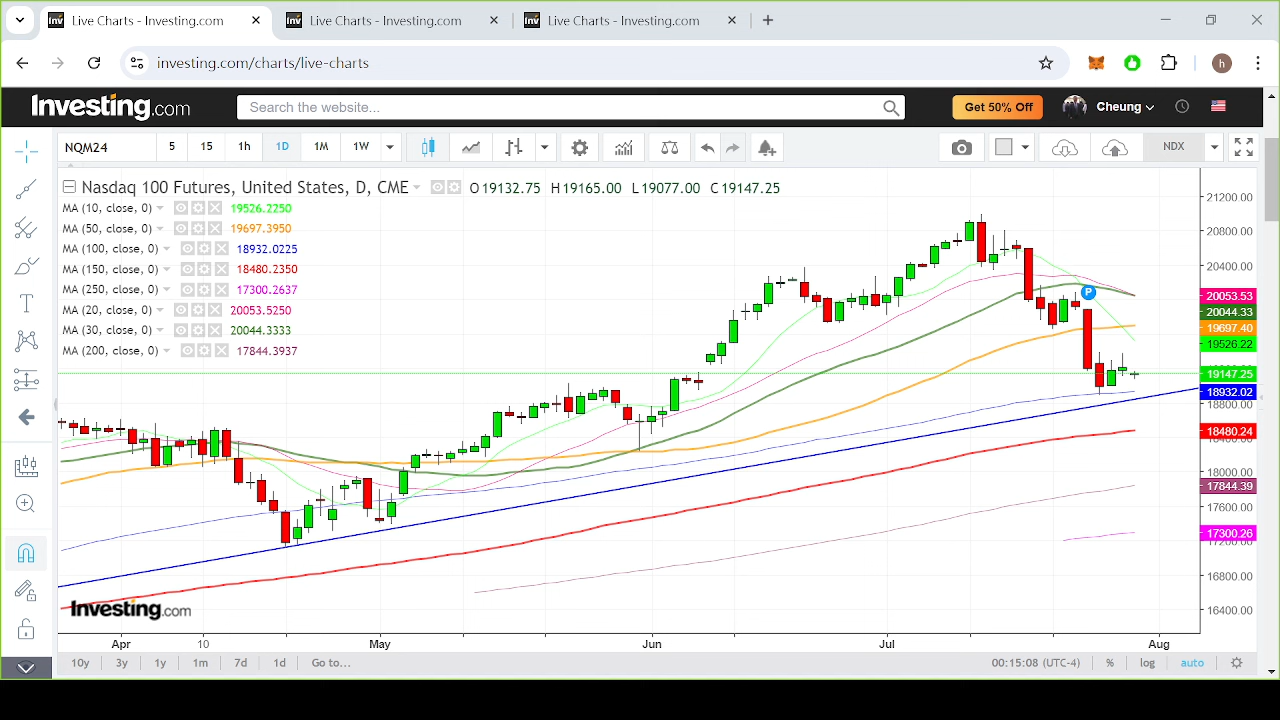 Live Charts - Investing.com
Live Charts - Investing.com
Live Charts - Investing.com
investing.com/charts/live-charts
h
Investing.com
Search the website...
Get 50% Off
Cheung
NQM24
5
15
1h
1D
1M
1W
NDX
Nasdaq 100 Futures, United States, D, CME
O 19132.75 H 19165.00 L 19077.00 C 19147.25
MA (10, close, 0) 19526.2250
MA (50, close, 0) 19697.3950
MA (100, close, 0) 18932.0225
MA (150, close, 0) 18480.2350
MA (250, close, 0) 17300.2637
MA (20, close, 0) 20053.5250
MA (30, close, 0) 20044.3333
MA (200, close, 0) 17844.3937
P
21200.00
20800.00
20400.00
20053.53
20044.33
19697.40
19526.22
19147.25
18932.02
18800.00
18480.24
18000.00
17844.39
17600.00
17300.26
16800.00
16400.00
Investing.com
Apr 10 May Jun Jul Aug
10y 3y 1y 1m 7d 1d Go to...
00:15:08 (UTC-4) % log auto